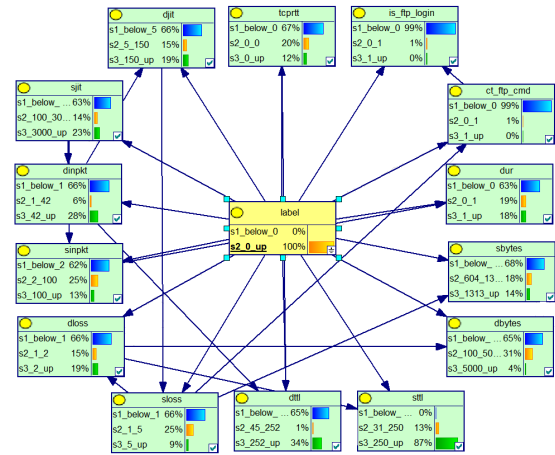 djit
s1_below_5 66%
s2_5_150 15%
s3_150_up 19%
tcprtt
s1_below_0 67%
s2_0_0 20%
s3_0_up 12%
is_ftp_login
s1_below_0 99%
s2_0_1 1%
s3_1_up 0%
sjit
s1_below_ ... 63%
s2_100_30... 14%
s3_3000_up 23%
ct_ftp_cmd
s1_below_0 99%
s2_0_1 1%
s3_1_up 0%
dinpkt
s1_below_1 66%
s2_1_42 6%
s3_42_up 28%
dur
s1_below_0 63%
s2_0_1 19%
s3_1_up 18%
label
s1_below_0 0%
s2_0_up 100%
sinpkt
s1_below_2 62%
s2_2_100 25%
s3_100_up 13%
sbytes
s1_below_ ... 68%
s2_604_13... 18%
s3_1313_up 14%
dloss
s1_below_1 66%
s2_1_2 15%
s3_2_up 19%
dbytes
s1_below_ ... 65%
s2_100_50... 31%
s3_5000_up 4%
sloss
s1_below_1 66%
s2_1_5 25%
s3_5_up 9%
dttl
s1_below_ ... 65%
s2_45_252 1%
s3_252_up 34%
sttl
s1_below_ ... 0%
s2_31_250 13%
s3_250_up 87%